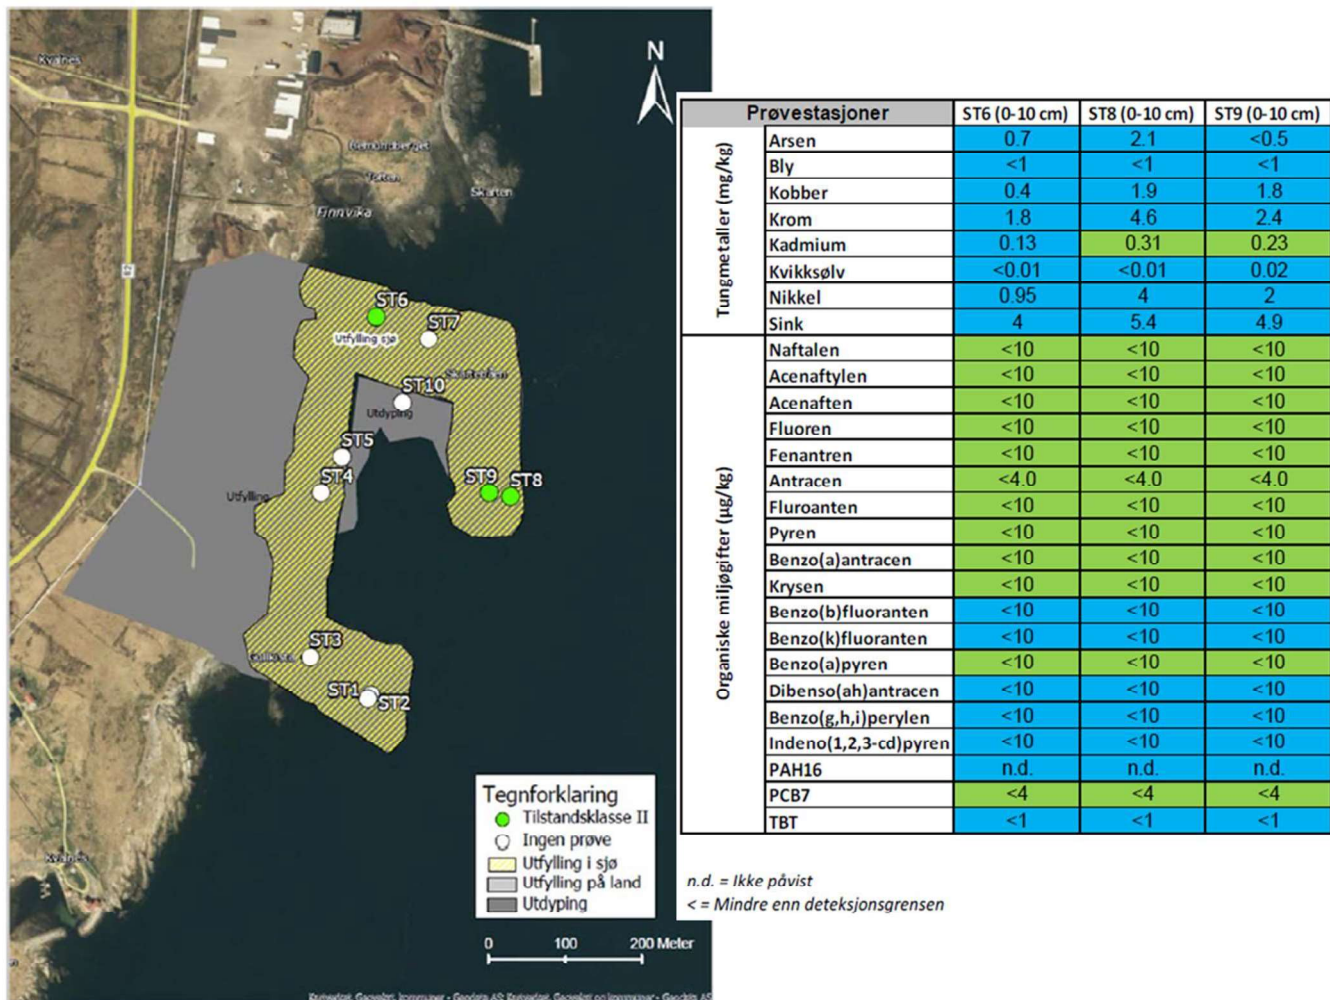 Kvalnes
N
Torten
Skarten
Finnvika
ST6
ST7
Utfylling sjø
ST10
Utdyping
ST5
ST4
ST9
ST8
Utfylling
ST3
ST1
ST2
Kvalnes
Tegnforklaring
Tilstandsklasse II
Ingen prøve
Utfylling i sjø
Utfylling på land
Utdyping
0 100 200 Meter
Prøvestasjoner ST6 (0-10 cm) ST8 (0-10 cm) ST9 (0-10 cm)
Tungmetaller (mg/kg)
Arsen 0.7 2.1 <0.5
Bly <1 <1 <1
Kobber 0.4 1.9 1.8
Krom 1.8 4.6 2.4
Kadmium 0.13 0.31 0.23
Kvikksølv <0.01 <0.01 0.02
Nikkel 0.95 4 2
Sink 4 5.4 4.9
Organiske miljøgifter (µg/kg)
Naftalen <10 <10 <10
Acenaftylen <10 <10 <10
Acenaften <10 <10 <10
Fluoren <10 <10 <10
Fenantren <10 <10 <10
Antracen <4.0 <4.0 <4.0
Fluroanten <10 <10 <10
Pyren <10 <10 <10
Benzo(a)antracen <10 <10 <10
Krysen <10 <10 <10
Benzo(b)fluoranten <10 <10 <10
Benzo(k)fluoranten <10 <10 <10
Benzo(a)pyren <10 <10 <10
Dibenso(ah)antracen <10 <10 <10
Benzo(g,h,i)perylen <10 <10 <10
Indeno(1,2,3-cd)pyren <10 <10 <10
PAH16 n.d. n.d. n.d.
PCB7 <4 <4 <4
TBT <1 <1 <1
n.d. = Ikke påvist
< = Mindre enn deteksjonsgrensen